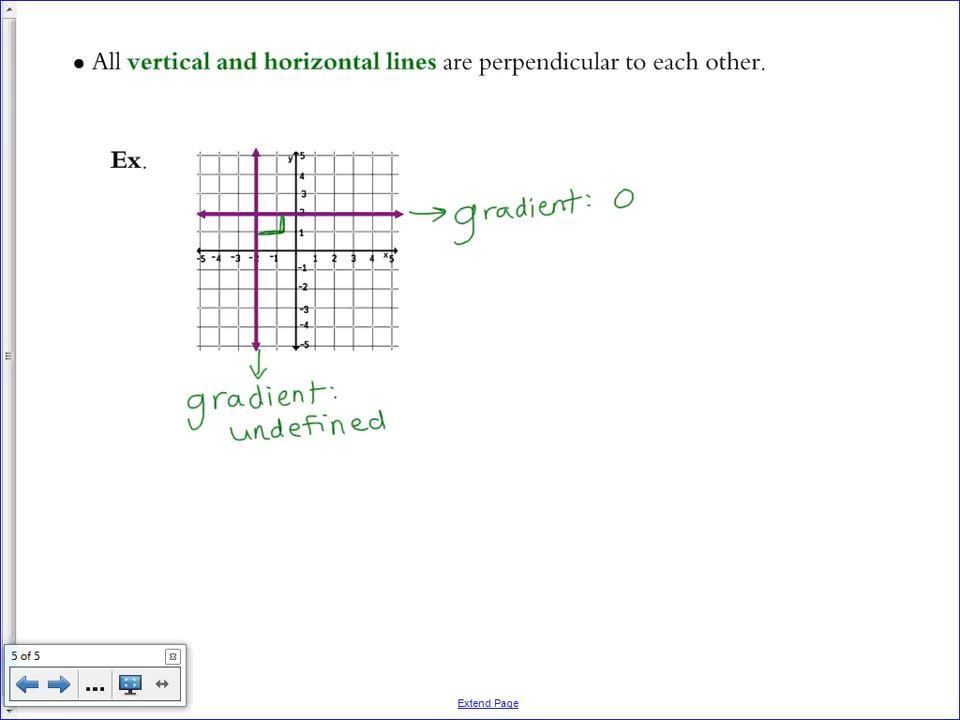 • All vertical and horizontal lines are perpendicular to each other.
Ex.
y 5
4
3
2
1
-5 -4 -3 -2 -1 1 2 3 4 x 5
-1
-2
-3
-4
-5
gradient: 0
gradient:
undefined
5 of 5
...
Extend Page